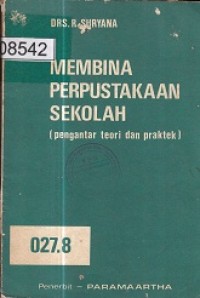 DRS. R. SURYANA
08542
MEMBINA
PERPUSTAKAAN
SEKOLAH
(pengantar teori dan praktek)
027.8
Penerbit - PARAMAARTHA